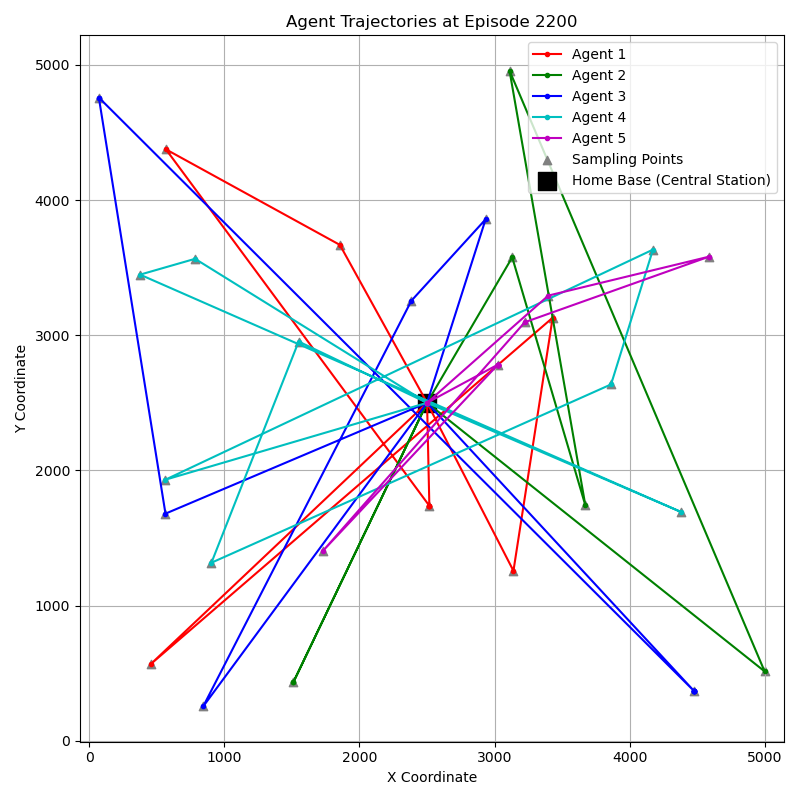 Agent Trajectories at Episode 2200
Agent 1
Agent 2
Agent 3
Agent 4
Agent 5
Sampling Points
Home Base (Central Station)
Y Coordinate
5000
4000
3000
2000
1000
0
0 1000 2000 3000 4000 5000
X Coordinate